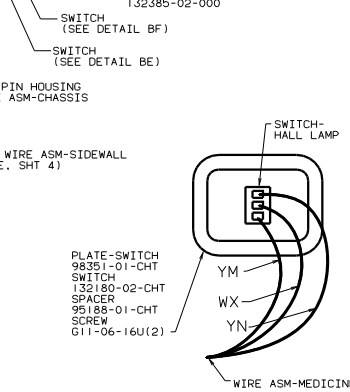 132385-02-000
SWITCH
(SEE DETAIL BF)
SWITCH
(SEE DETAIL BE)
PIN HOUSING
ASM-CHASSIS
WIRE ASM-SIDEWALL
SHT 4)
SWITCH-
HALL LAMP
PLATE-SWITCH
98351-01-CHT
SWITCH
132180-02-CHT
SPACER
95188-01-CHT
SCREW
G11-06-16U(2)
YM
WX
YN
WIRE ASM-MEDICIN